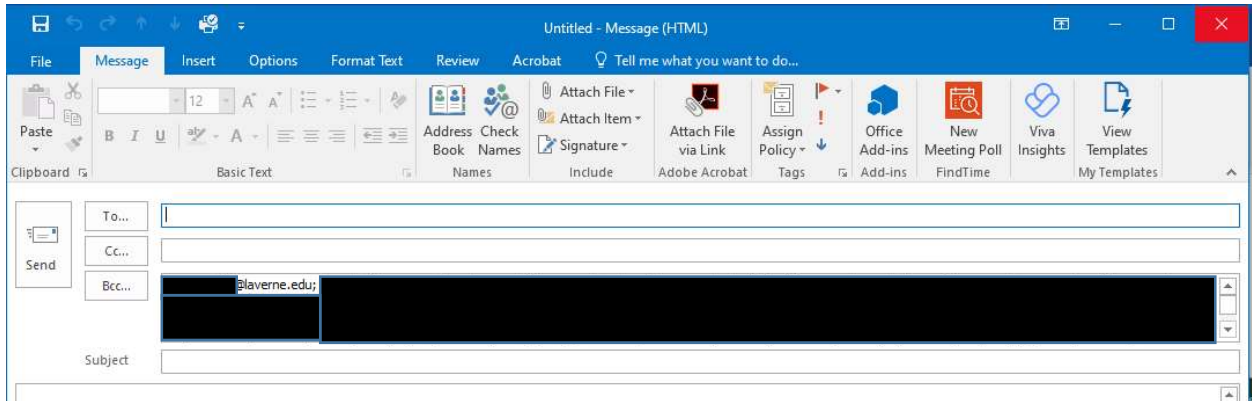 Untitled - Message (HTML)
File Message Insert Options Format Text Review Acrobat Tell me what you want to do...
Paste
12
A A
B I U
A
Address Book
Check Names
Attach File
Attach Item
Signature
Attach File via Link
Assign Policy
Office Add-ins
New Meeting Poll
Viva Insights
View Templates
Clipboard Basic Text Names Include Adobe Acrobat Tags Add-ins FindTime My Templates
Send
To...
Cc...
Bcc... @laverne.edu;
Subject